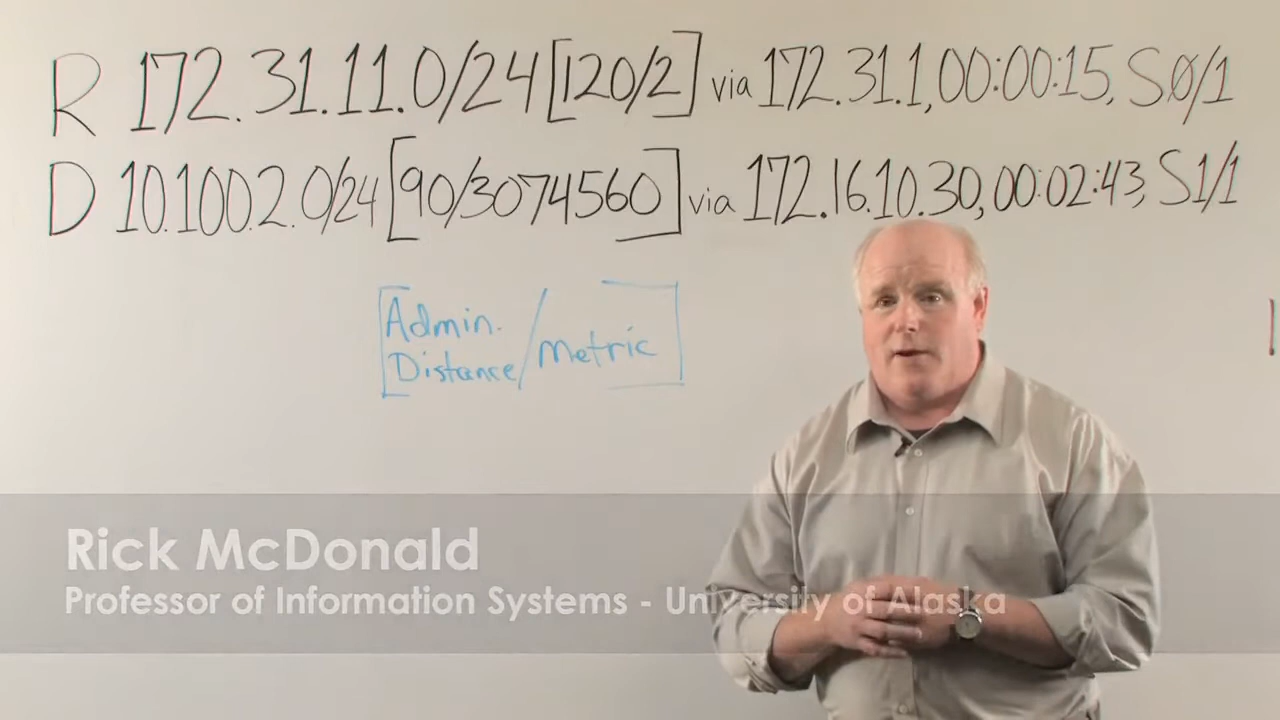 R 172.31.11.0/24 [120/2] via 172.31.1, 00:00:15, S0/1
D 10.100.2.0/24 [90/3074560] via 172.16.10.30, 00:02:43, S1/1
[Admin. Distance / Metric]
Rick McDonald
Professor of Information Systems - University of Alaska